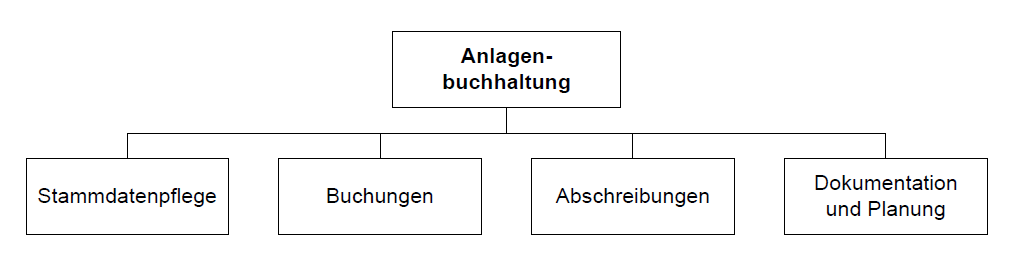 Anlagen-
buchhaltung
Stammdatenpflege
Buchungen
Abschreibungen
Dokumentation
und Planung